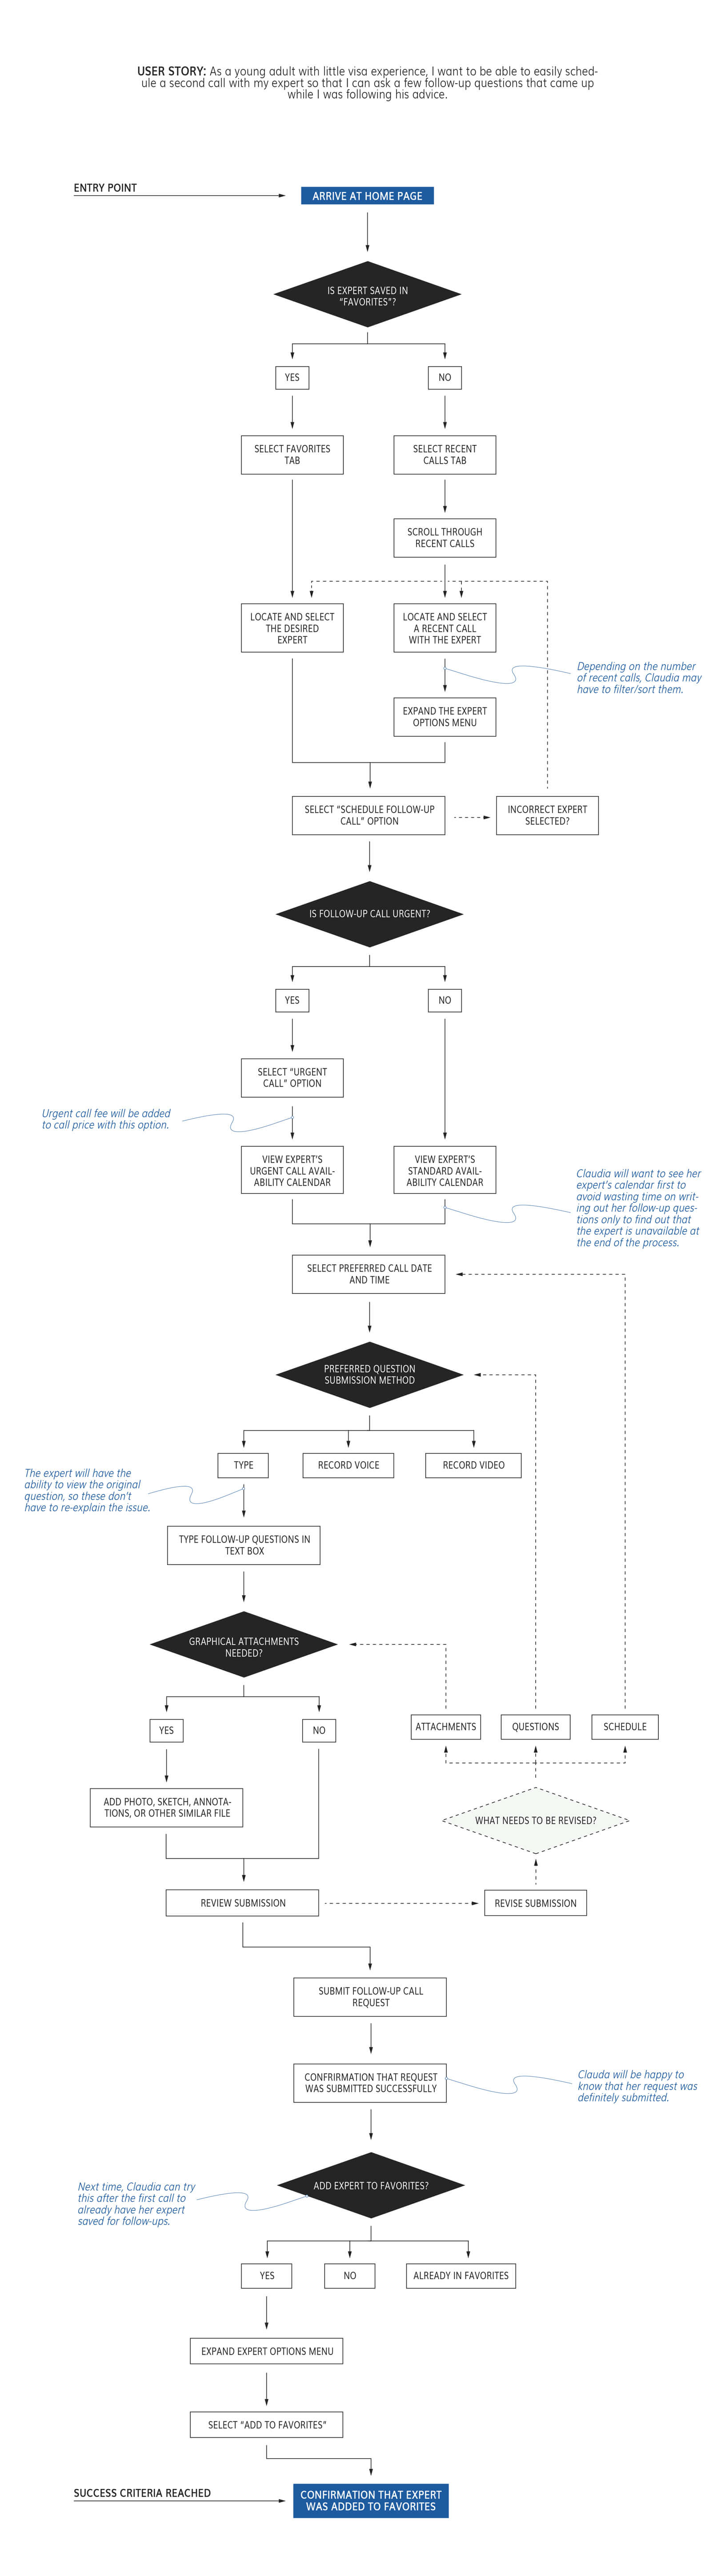 USER STORY: As a young adult with little visa experience, I want to be able to easily sched-
ule a second call with my expert so that I can ask a few follow-up questions that came up
while I was following his advice.
ENTRY POINT
ARRIVE AT HOME PAGE
IS EXPERT SAVED IN
"FAVORITES"?
YES
NO
SELECT FAVORITES
TAB
SELECT RECENT
CALLS TAB
SCROLL THROUGH
RECENT CALLS
LOCATE AND SELECT
THE DESIRED
EXPERT
LOCATE AND SELECT
A RECENT CALL
WITH THE EXPERT
Depending on the number
of recent calls, Claudia may
have to filter/sort them.
EXPAND THE EXPERT
OPTIONS MENU
SELECT "SCHEDULE FOLLOW-UP
CALL" OPTION
INCORRECT EXPERT
SELECTED?
IS FOLLOW-UP CALL URGENT?
YES
NO
SELECT "URGENT
CALL" OPTION
Urgent call fee will be added
to call price with this option.
VIEW EXPERT'S
URGENT CALL AVAIL-
ABILITY CALENDAR
VIEW EXPERT'S
STANDARD AVAIL-
ABILITY CALENDAR
Claudia will want to see her
expert's calendar first to
avoid wasting time on writ-
ing out her follow-up ques-
tions only to find out that
the expert is unavailable at
the end of the process.
SELECT PREFERRED CALL DATE
AND TIME
PREFERRED QUESTION
SUBMISSION METHOD
TYPE
RECORD VOICE
RECORD VIDEO
The expert will have the
ability to view the original
question, so these don't
have to re-explain the issue.
TYPE FOLLOW-UP QUESTIONS IN
TEXT BOX
GRAPHICAL ATTACHMENTS
NEEDED?
YES
NO
ATTACHMENTS
QUESTIONS
SCHEDULE
ADD PHOTO, SKETCH, ANNOTA-
TIONS, OR OTHER SIMILAR FILE
WHAT NEEDS TO BE REVISED?
REVIEW SUBMISSION
REVISE SUBMISSION
SUBMIT FOLLOW-UP CALL
REQUEST
CONFRIRMATION THAT REQUEST
WAS SUBMITTED SUCCESSFULLY
Clauda will be happy to
know that her request was
definitely submitted.
ADD EXPERT TO FAVORITES?
Next time, Claudia can try
this after the first call to
already have her expert
saved for follow-ups.
YES
NO
ALREADY IN FAVORITES
EXPAND EXPERT OPTIONS MENU
SELECT "ADD TO FAVORITES"
SUCCESS CRITERIA REACHED
CONFIRMATION THAT EXPERT
WAS ADDED TO FAVORITES